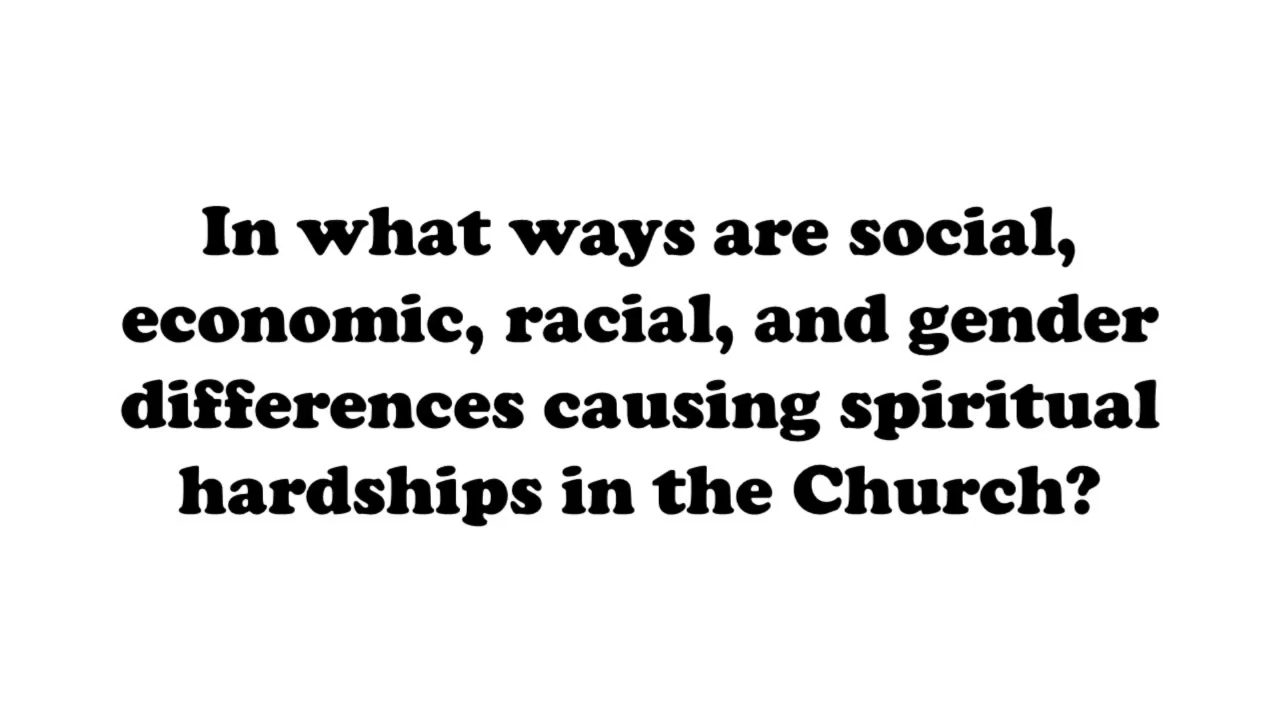 In what ways are social,
economic, racial, and gender
differences causing spiritual
hardships in the Church?